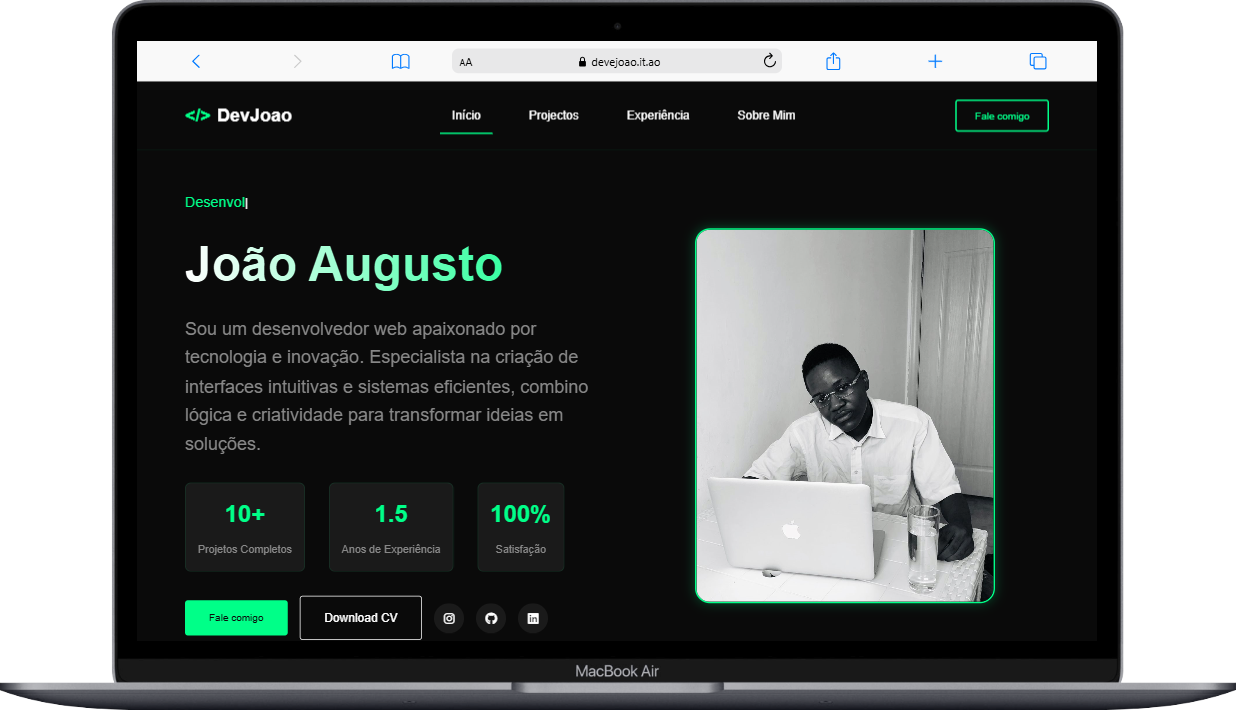 AA
devejoao.it.ao
</> DevJoao
Início
Projectos
Experiência
Sobre Mim
Fale comigo
Desenvol
João Augusto
Sou um desenvolvedor web apaixonado por
tecnologia e inovação. Especialista na criação de
interfaces intuitivas e sistemas eficientes, combino
lógica e criatividade para transformar ideias em
soluções.
10+
Projetos Completos
1.5
Anos de Experiência
100%
Satisfação
Fale comigo
Download CV
MacBook Air